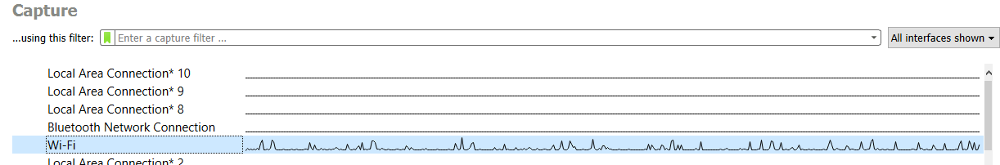 Capture
...using this filter: Enter a capture filter ... All interfaces shown
Local Area Connection* 10
Local Area Connection* 9
Local Area Connection* 8
Bluetooth Network Connection
Wi-Fi
Local Area Connection* 2